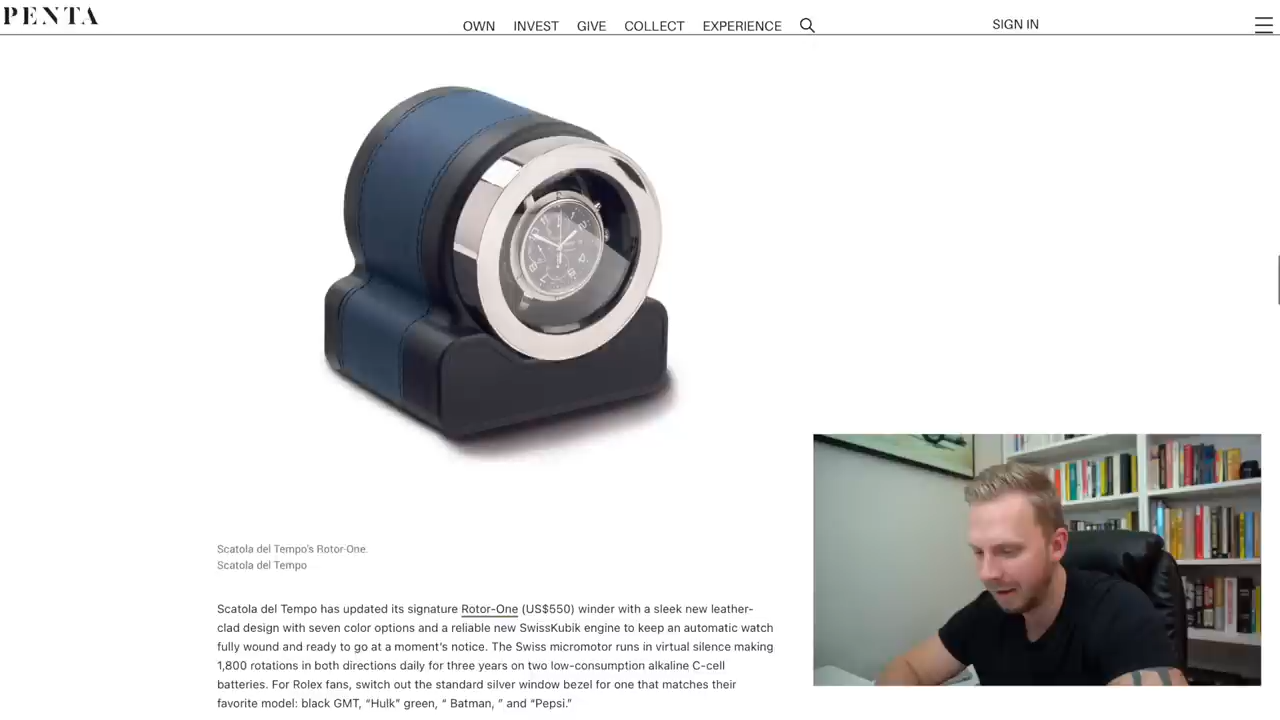 PENTA
OWN INVEST GIVE COLLECT EXPERIENCE
SIGN IN
Scatola del Tempo's Rotor-One.
Scatola del Tempo
Scatola del Tempo has updated its signature Rotor-One (US$550) winder with a sleek new leather-
clad design with seven color options and a reliable new SwissKubik engine to keep an automatic watch
fully wound and ready to go at a moment's notice. The Swiss micromotor runs in virtual silence making
1,800 rotations in both directions daily for three years on two low-consumption alkaline C-cell
batteries. For Rolex fans, switch out the standard silver window bezel for one that matches their
favorite model: black GMT, “Hulk” green, “ Batman, ” and “Pepsi.”